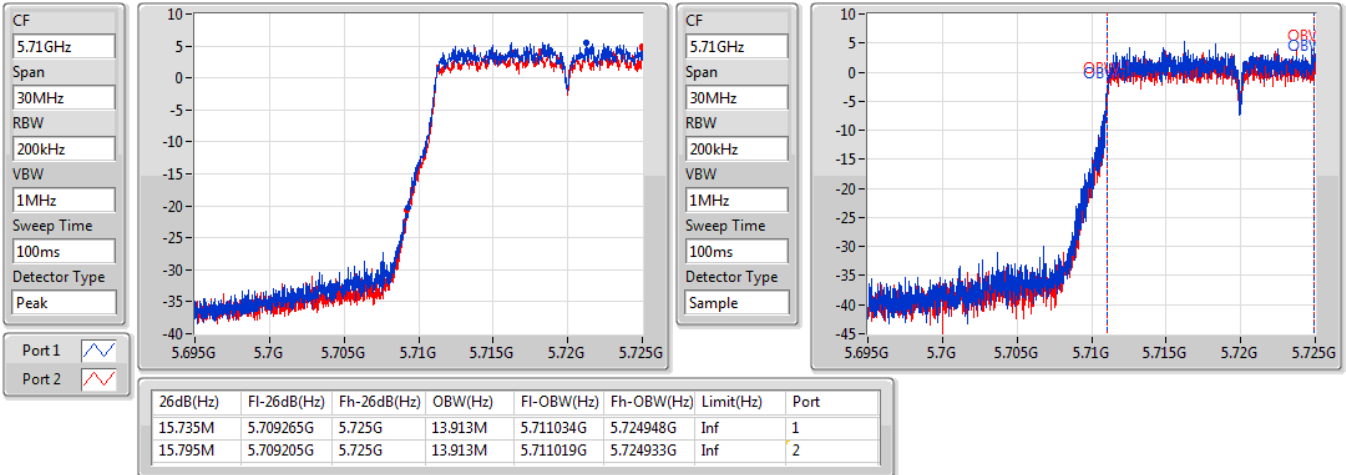 CF
5.71GHz
Span
30MHz
RBW
200kHz
VBW
1MHz
Sweep Time
100ms
Detector Type
Peak
Port 1
Port 2
10-
5-
0-
-5-
-10-
-15-
-20-
-25-
-30-
-35-
-40-
5.695G 5.7G 5.705G 5.71G 5.715G 5.72G 5.725G
CF
5.71GHz
Span
30MHz
RBW
200kHz
VBW
1MHz
Sweep Time
100ms
Detector Type
Sample
10-
5-
0-
-5-
-10-
-15-
-20-
-25-
-30-
-35-
-40-
-45-
OBW
OBW
5.695G 5.7G 5.705G 5.71G 5.715G 5.72G 5.725G
26dB(Hz) Fl-26dB(Hz) Fh-26dB(Hz) OBW(Hz) Fl-OBW(Hz) Fh-OBW(Hz) Limit(Hz) Port
15.735M 5.709265G 5.725G 13.913M 5.711034G 5.724948G Inf 1
15.795M 5.709205G 5.725G 13.913M 5.711019G 5.724933G Inf 2